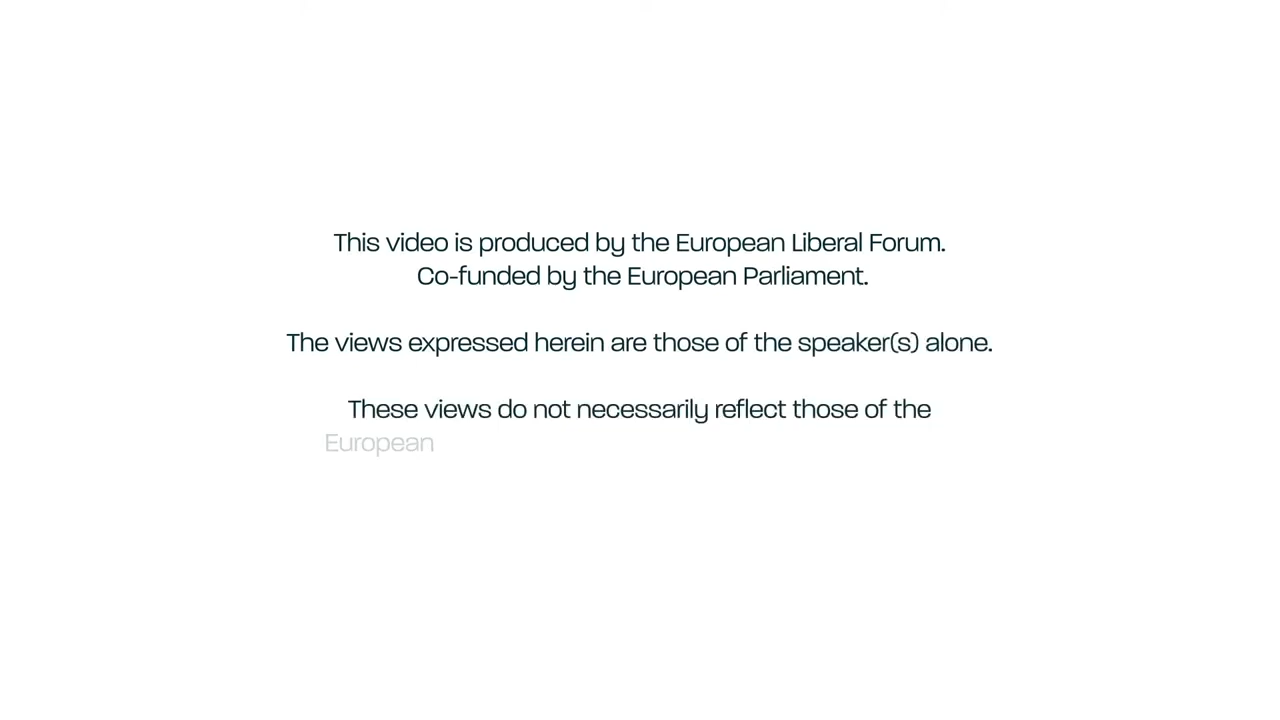 This video is produced by the European Liberal Forum.
Co-funded by the European Parliament.
The views expressed herein are those of the speaker(s) alone.
These views do not necessarily reflect those of the
European